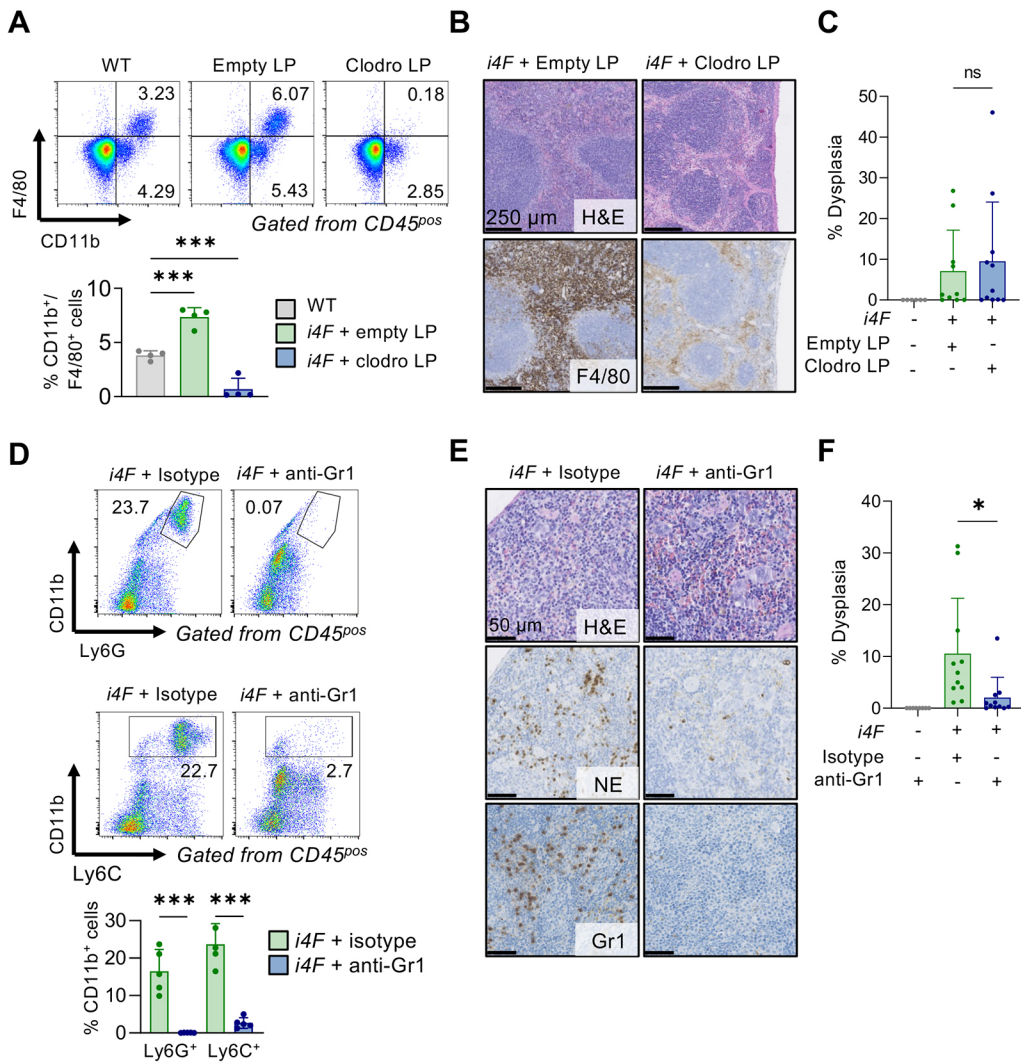 A
WT Empty LP Clodro LP
3.23 6.07 0.18
4.29 5.43 2.85
F4/80
CD11b
Gated from CD45pos
***
***
% CD11b+/
F4/80+ cells
10
5
0
WT
i4F + empty LP
i4F + clodro LP
B
i4F + Empty LP i4F + Clodro LP
250 µm
H&E
F4/80
C
ns
% Dysplasia
50
40
30
20
10
0
i4F - + +
Empty LP - + -
Clodro LP - - +
D
i4F + Isotype i4F + anti-Gr1
23.7 0.07
CD11b
Ly6G
Gated from CD45pos
i4F + Isotype i4F + anti-Gr1
22.7 2.7
CD11b
Ly6C
Gated from CD45pos
*** ***
% CD11b+ cells
30
20
10
0
Ly6G+ Ly6C+
i4F + isotype
i4F + anti-Gr1
E
i4F + Isotype i4F + anti-Gr1
50 µm
H&E
NE
Gr1
F
*
% Dysplasia
40
30
20
10
0
i4F - + +
Isotype - + -
anti-Gr1 + - +